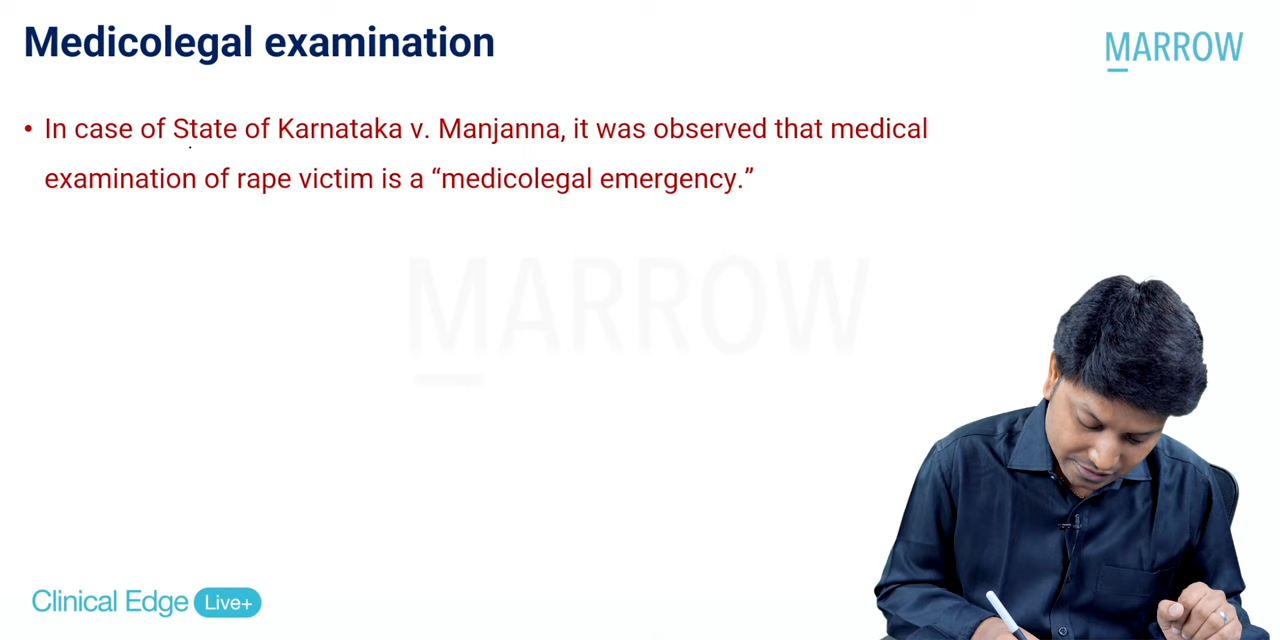 Medicolegal examination
MARROW
• In case of State of Karnataka v. Manjanna, it was observed that medical
examination of rape victim is a “medicolegal emergency.”
MARROW
Clinical Edge Live+